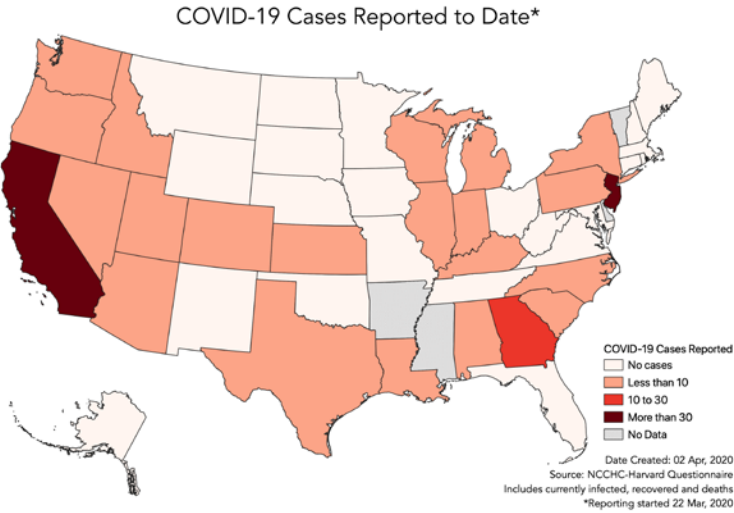 COVID-19 Cases Reported to Date*
COVID-19 Cases Reported
No cases
Less than 10
10 to 30
More than 30
No Data
Date Created: 02 Apr, 2020
Source: NCCHC-Harvard Questionnaire
Includes currently infected, recovered and deaths
*Reporting started 22 Mar, 2020